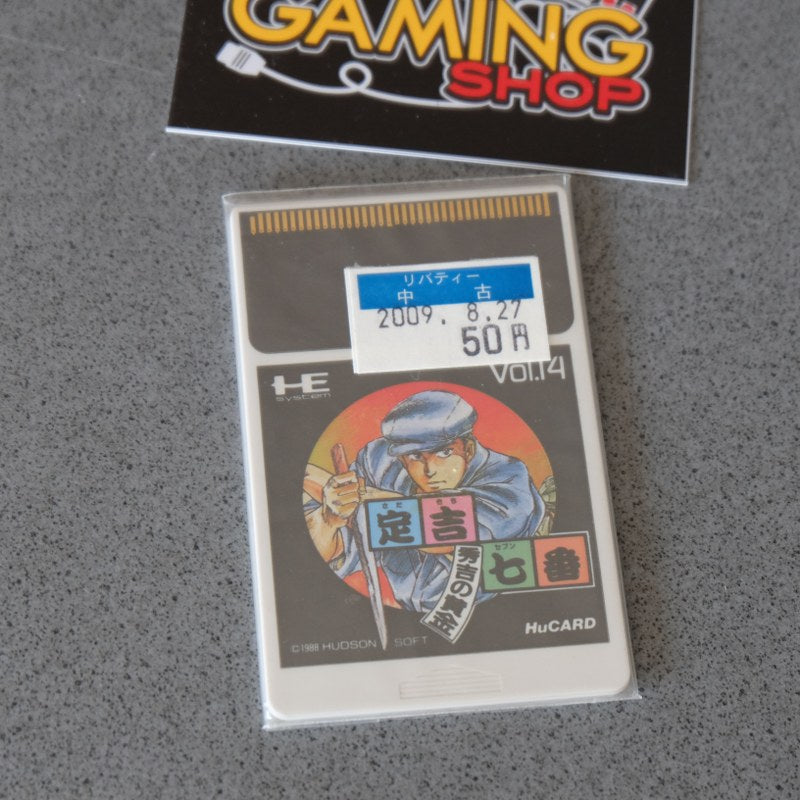 GAMING
SHOP
リバティー
中古
2009. 8.27
50円
HE
system
Vol.14
さだ きち
定吉
セブン
七番
秀吉の黄金
HuCARD
©1988 HUDSON SOFT